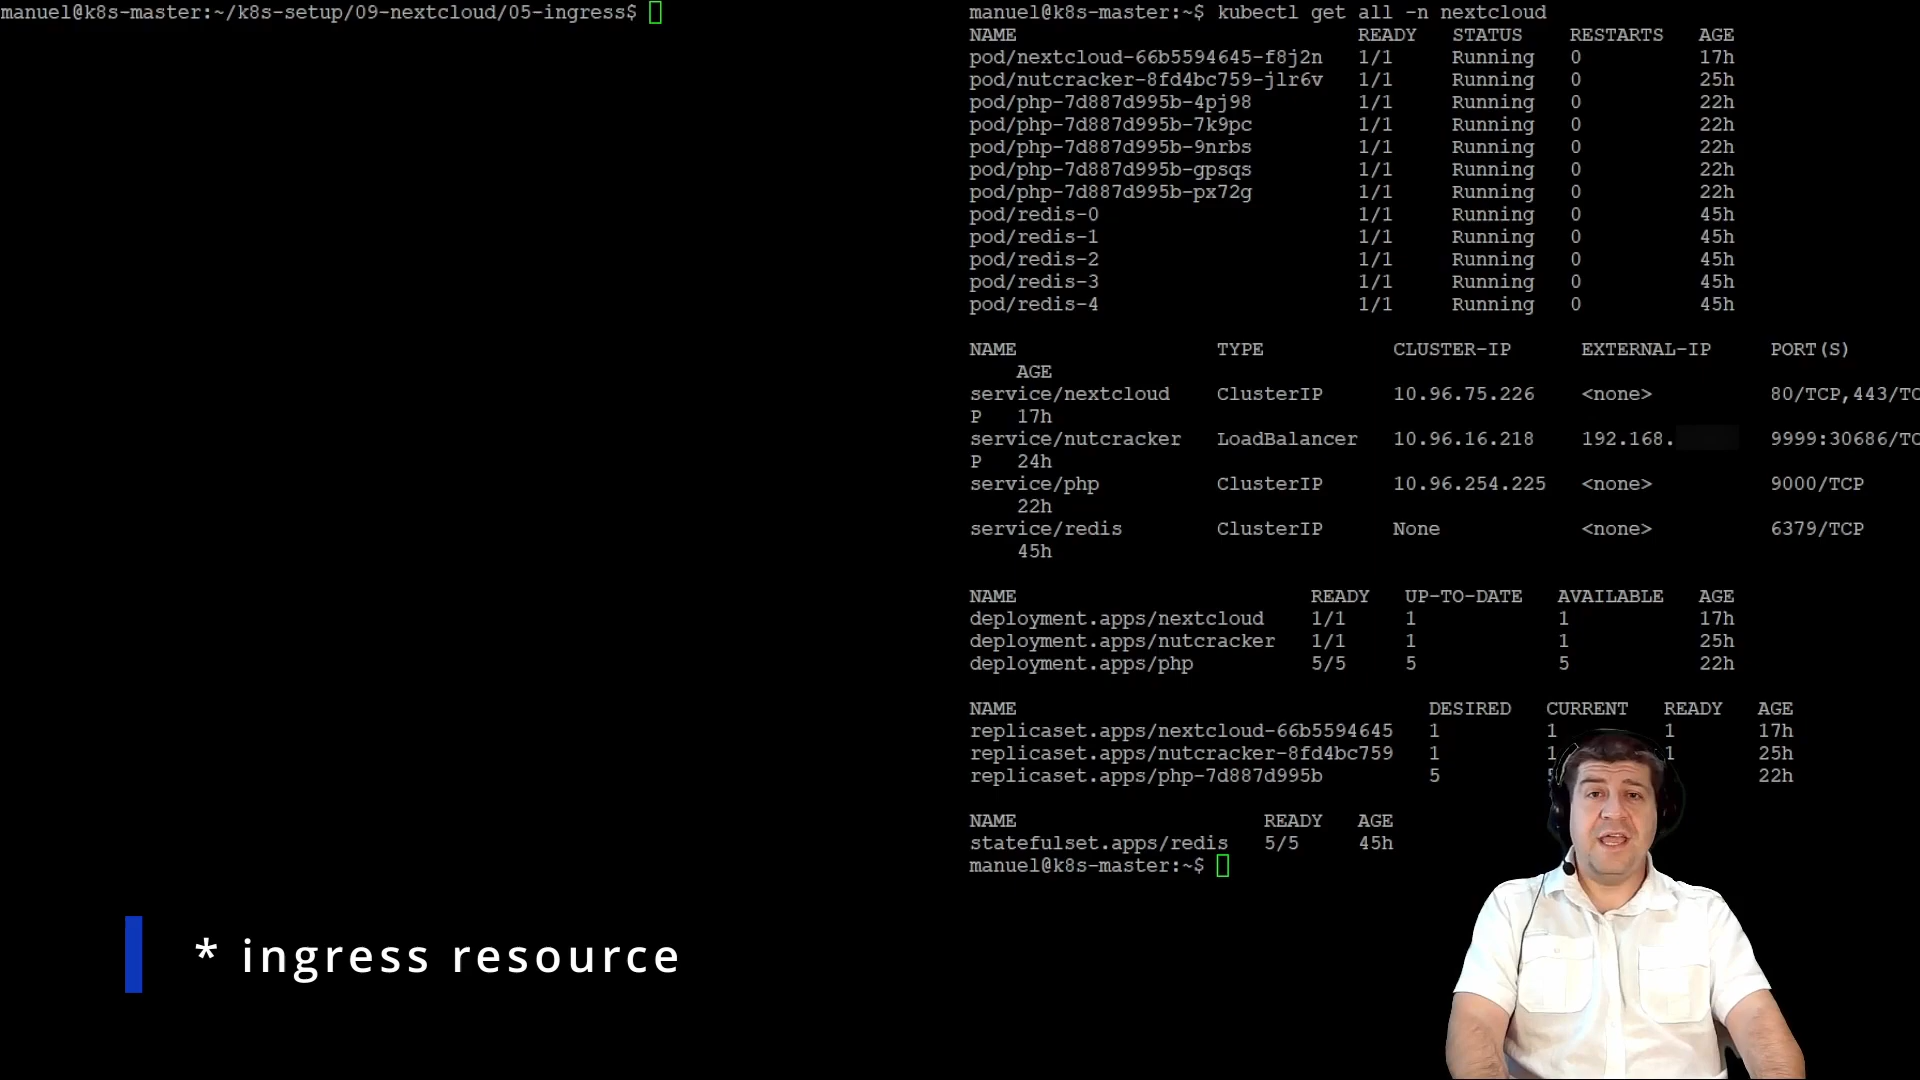 manuel@k8s-master:~/k8s-setup/09-nextcloud/05-ingress$
manuel@k8s-master:~$ kubectl get all -n nextcloud
NAME READY STATUS RESTARTS AGE
pod/nextcloud-66b5594645-f8j2n 1/1 Running 0 17h
pod/nutcracker-8fd4bc759-jlr6v 1/1 Running 0 25h
pod/php-7d887d995b-4pj98 1/1 Running 0 22h
pod/php-7d887d995b-7k9pc 1/1 Running 0 22h
pod/php-7d887d995b-9nrbs 1/1 Running 0 22h
pod/php-7d887d995b-gpsqs 1/1 Running 0 22h
pod/php-7d887d995b-px72g 1/1 Running 0 22h
pod/redis-0 1/1 Running 0 45h
pod/redis-1 1/1 Running 0 45h
pod/redis-2 1/1 Running 0 45h
pod/redis-3 1/1 Running 0 45h
pod/redis-4 1/1 Running 0 45h
NAME TYPE CLUSTER-IP EXTERNAL-IP PORT(S)
AGE
service/nextcloud ClusterIP 10.96.75.226 <none> 80/TCP,443/TC
P 17h
service/nutcracker LoadBalancer 10.96.16.218 192.168. 9999:30686/TC
P 24h
service/php ClusterIP 10.96.254.225 <none> 9000/TCP
22h
service/redis ClusterIP None <none> 6379/TCP
45h
NAME READY UP-TO-DATE AVAILABLE AGE
deployment.apps/nextcloud 1/1 1 1 17h
deployment.apps/nutcracker 1/1 1 1 25h
deployment.apps/php 5/5 5 5 22h
NAME DESIRED CURRENT READY AGE
replicaset.apps/nextcloud-66b5594645 1 1 1 17h
replicaset.apps/nutcracker-8fd4bc759 1 1 1 25h
replicaset.apps/php-7d887d995b 5 22h
NAME READY AGE
statefulset.apps/redis 5/5 45h
manuel@k8s-master:~$
* ingress resource